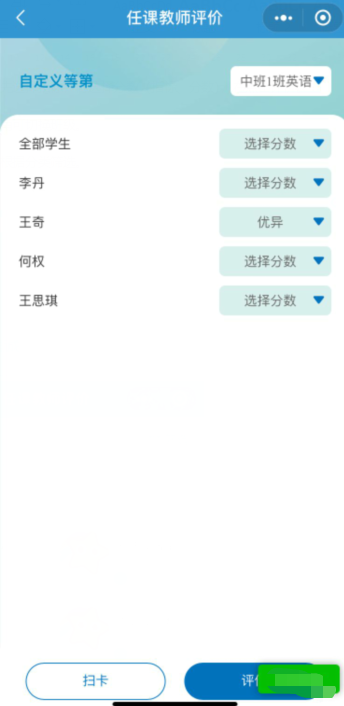 任课教师评价
自定义等第 中班1班英语
全部学生 选择分数
李丹 选择分数
王奇 优异
何权 选择分数
王思琪 选择分数
扫卡 评